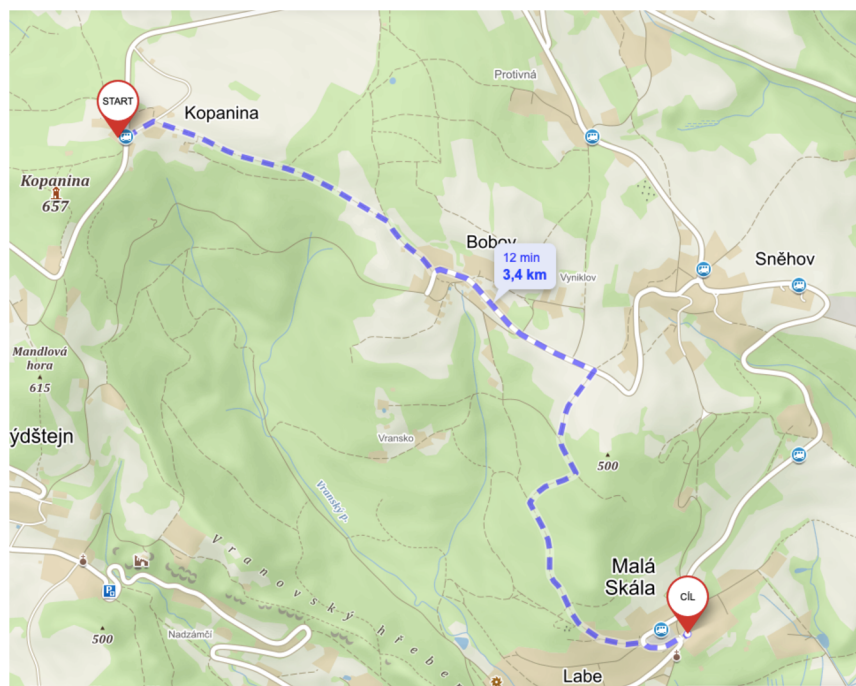 Protivná
START
Kopanina
Kopanina
657
Bobov
12 min
3,4 km
Vyniklov
Sněhov
Mandlová
hora
615
ýdštejn
Vransko
500
Vranský p.
Vranovský hřeben
Malá
Skála
CÍL
P
500
Nadzámčí
Labe